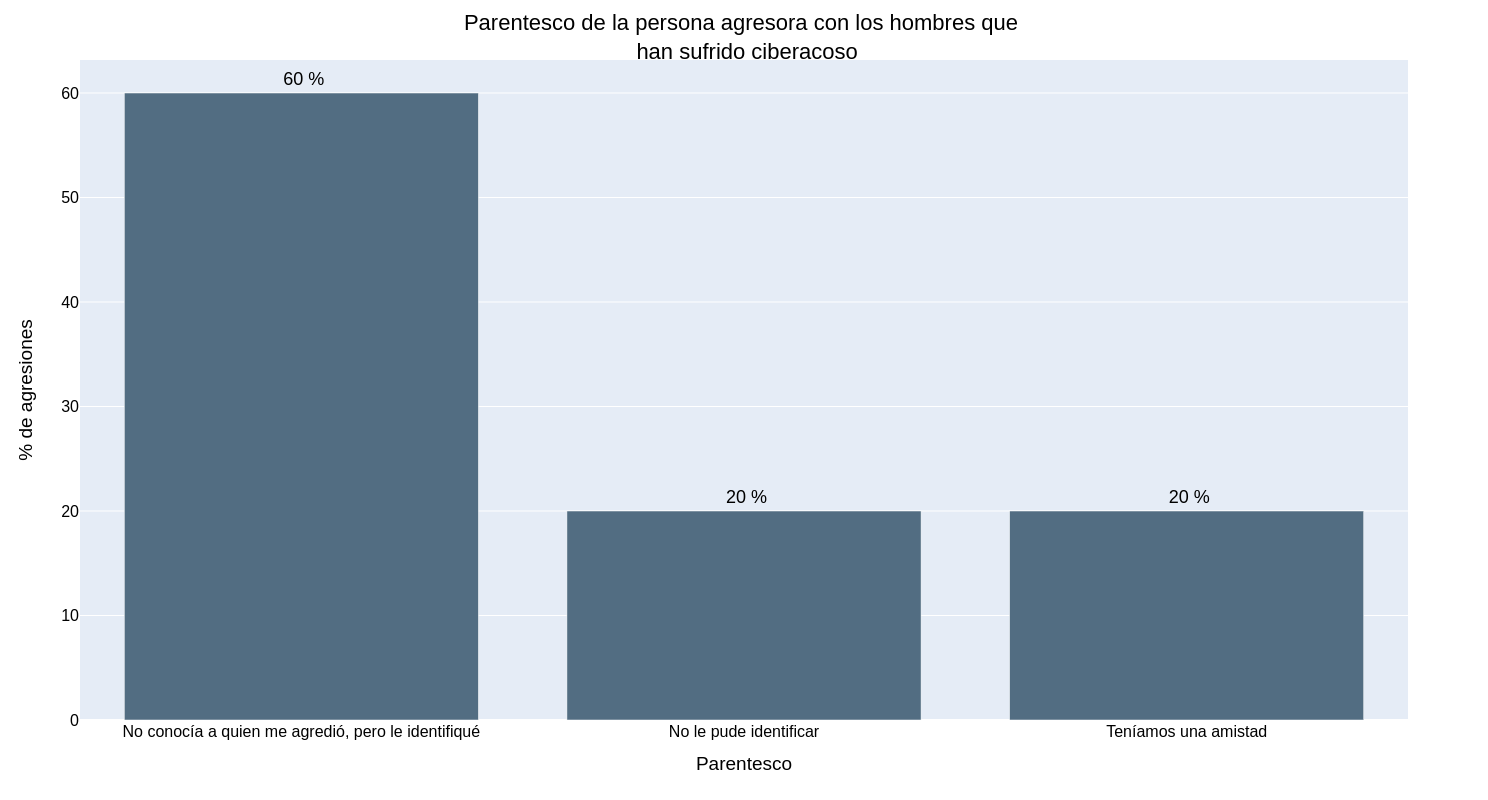 Parentesco de la persona agresora con los hombres que
han sufrido ciberacoso
60 %
20 %
20 %
60
50
40
30
20
10
0
% de agresiones
No conocía a quien me agredió, pero le identifiqué
No le pude identificar
Teníamos una amistad
Parentesco